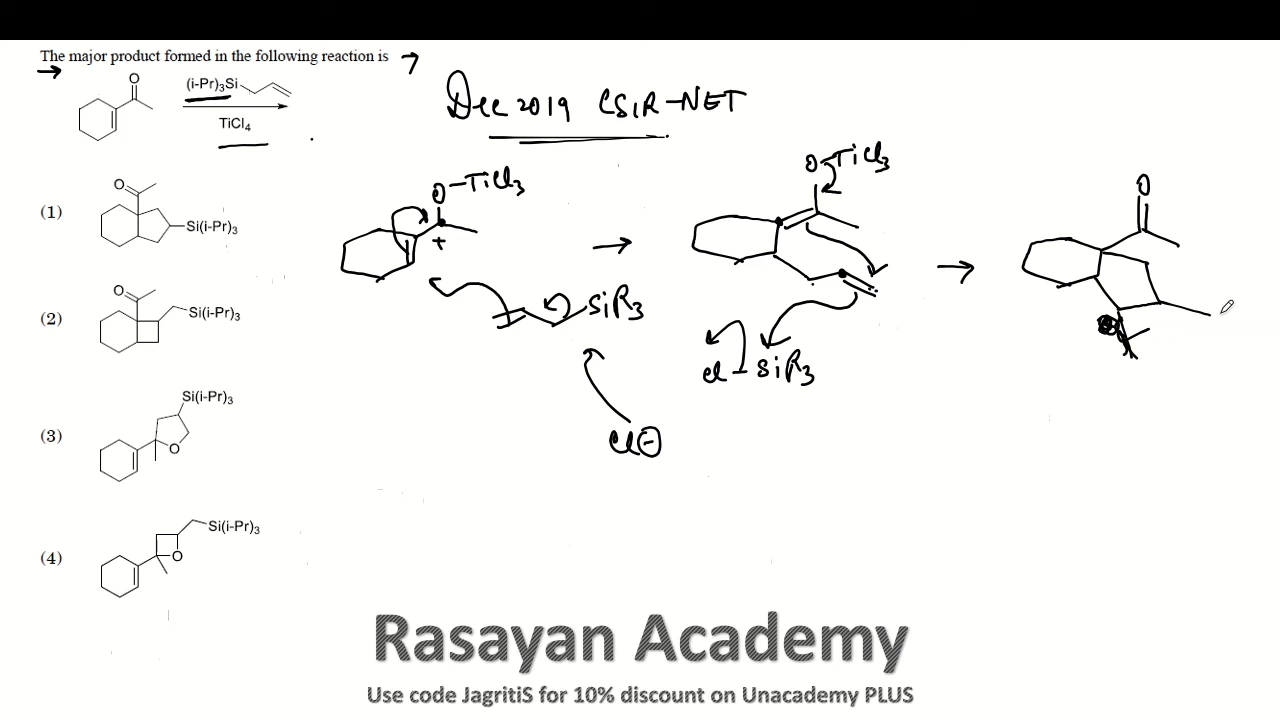 The major product formed in the following reaction is
O
(i-Pr)₃Si
TiCl₄
Dec 2019 CSIR-NET
(1)
O
Si(i-Pr)₃
(2)
O
Si(i-Pr)₃
(3)
Si(i-Pr)₃
O
(4)
Si(i-Pr)₃
O
O-TiCl₃
+
SiR₃
Cl⊖
O-TiCl₃
Cl-SiR₃
O
Rasayan Academy
Use code JagritiS for 10% discount on Unacademy PLUS